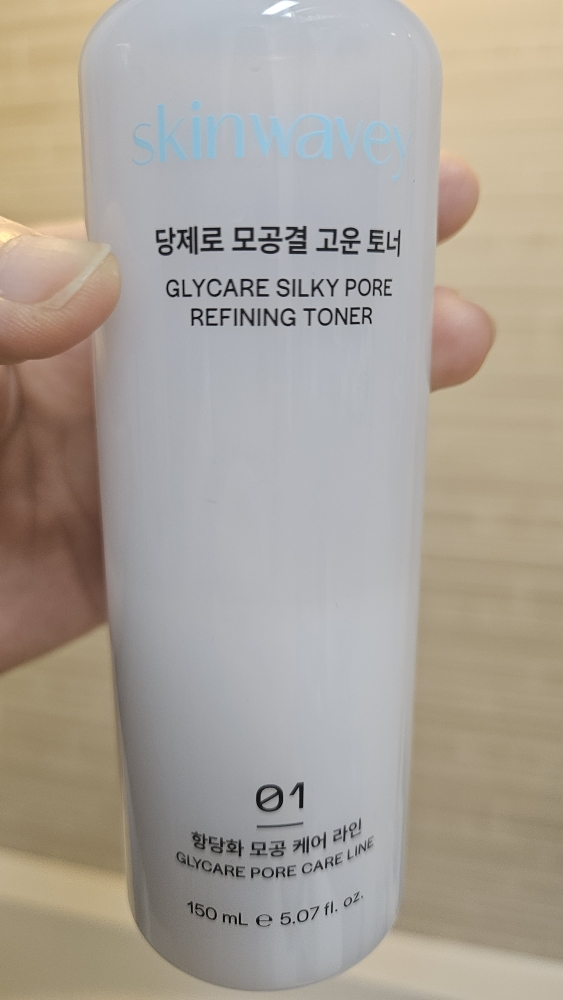 skinwavey
당제로 모공결 고운 토너
GLYCARE SILKY PORE
REFINING TONER
01
항당화 모공 케어 라인
GLYCARE PORE CARE LINE
150 mL ℮ 5.07 fl. oz.